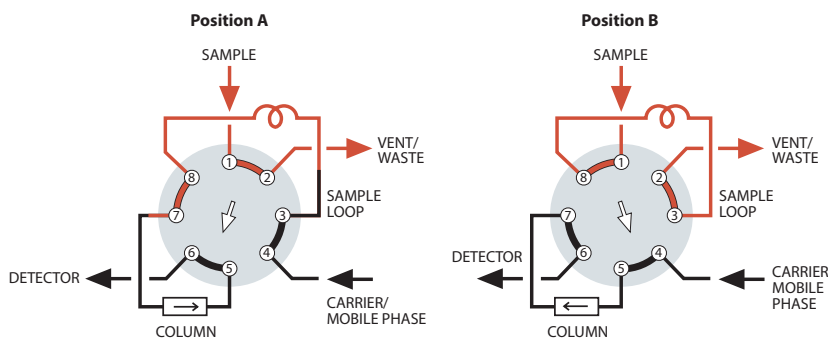 Position A
SAMPLE
VENT/
WASTE
1
2
8
7
3
SAMPLE
LOOP
6
5
4
DETECTOR
CARRIER/
MOBILE PHASE
COLUMN
Position B
SAMPLE
VENT/
WASTE
1
8
2
7
3
SAMPLE
LOOP
6
5
4
DETECTOR
CARRIER
MOBILE
PHASE
COLUMN